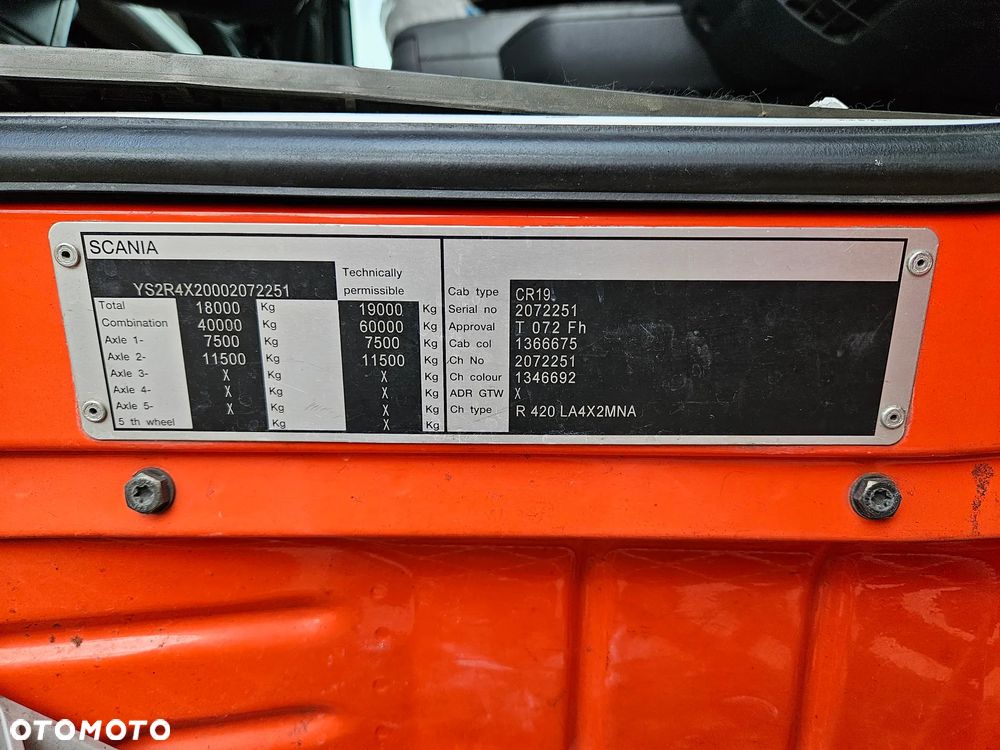 SCANIA
YS2R4X20002072251
Technically
permissible
Total 18000 Kg 19000 Kg
Combination 40000 Kg 60000 Kg
Axle 1- 7500 Kg 7500 Kg
Axle 2- 11500 Kg 11500 Kg
Axle 3- X Kg X Kg
Axle 4- X Kg X Kg
Axle 5- X Kg X Kg
5 th wheel Kg X Kg
Cab type CR19
Serial no 2072251
Approval T 072 Fh
Cab col 1366675
Ch No 2072251
Ch colour 1346692
ADR GTW X
Ch type R 420 LA4X2MNA
OTOMOTO